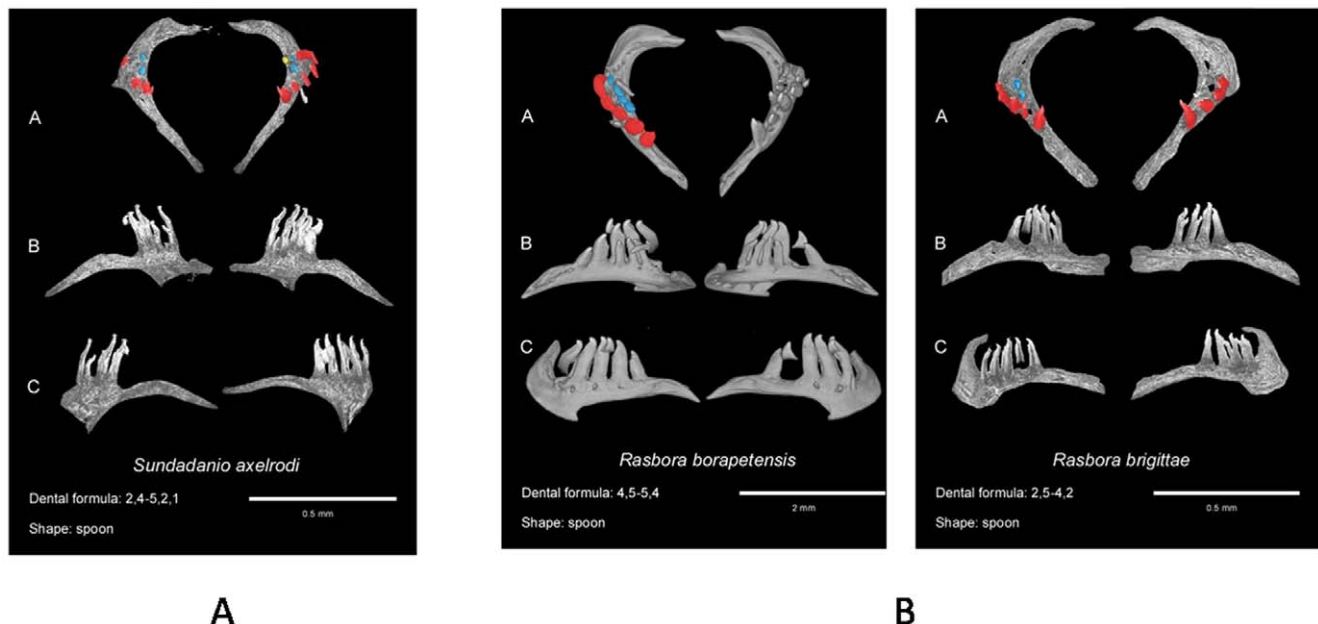 A
B
C
Sundadanio axelrodi
Dental formula: 2,4-5,2,1
0.5 mm
Shape: spoon
A
B
C
Rasbora borapetensis
Dental formula: 4,5-5,4
2 mm
Shape: spoon
A
B
C
Rasbora brigittae
Dental formula: 2,5-4,2
0.5 mm
Shape: spoon
A
B